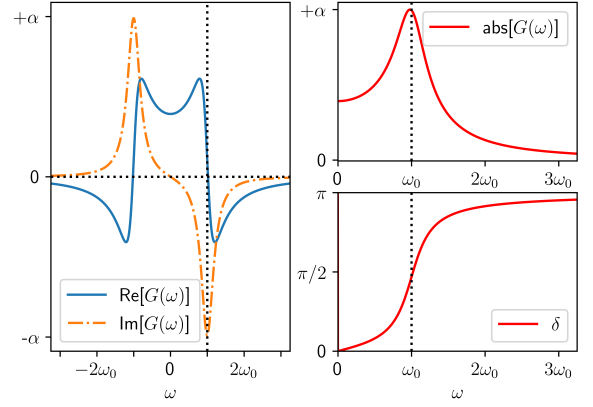 +α
0
-α
Re[G(ω)]
Im[G(ω)]
−2ω₀
0
2ω₀
ω
+α
0
abs[G(ω)]
0
ω₀
2ω₀
3ω₀
π
π/2
0
δ
0
ω₀
2ω₀
3ω₀
ω